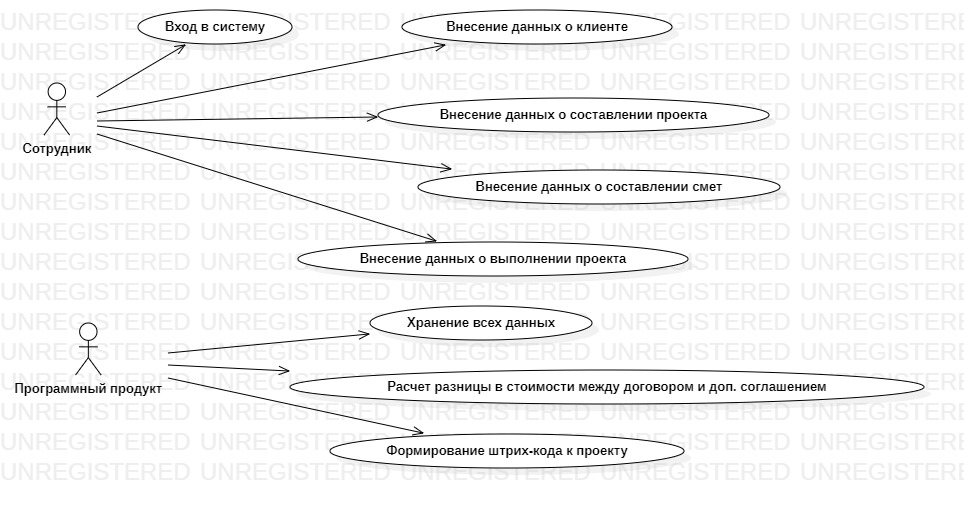 Вход в систему
Внесение данных о клиенте
Внесение данных о составлении проекта
Сотрудник
Внесение данных о составлении смет
Внесение данных о выполнении проекта
Хранение всех данных
Программный продукт
Расчет разницы в стоимости между договором и доп. соглашением
Формирование штрих-кода к проекту
UNREGISTERED